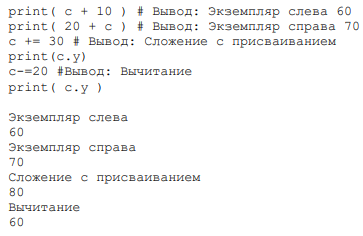 print( c + 10 ) # Вывод: Экземпляр слева 60
print( 20 + c ) # Вывод: Экземпляр справа 70
c += 30 # Вывод: Сложение с присваиванием
print(c.y)
c-=20 #Вывод: Вычитание
print( c.y )
Экземпляр слева
60
Экземпляр справа
70
Сложение с присваиванием
80
Вычитание
60